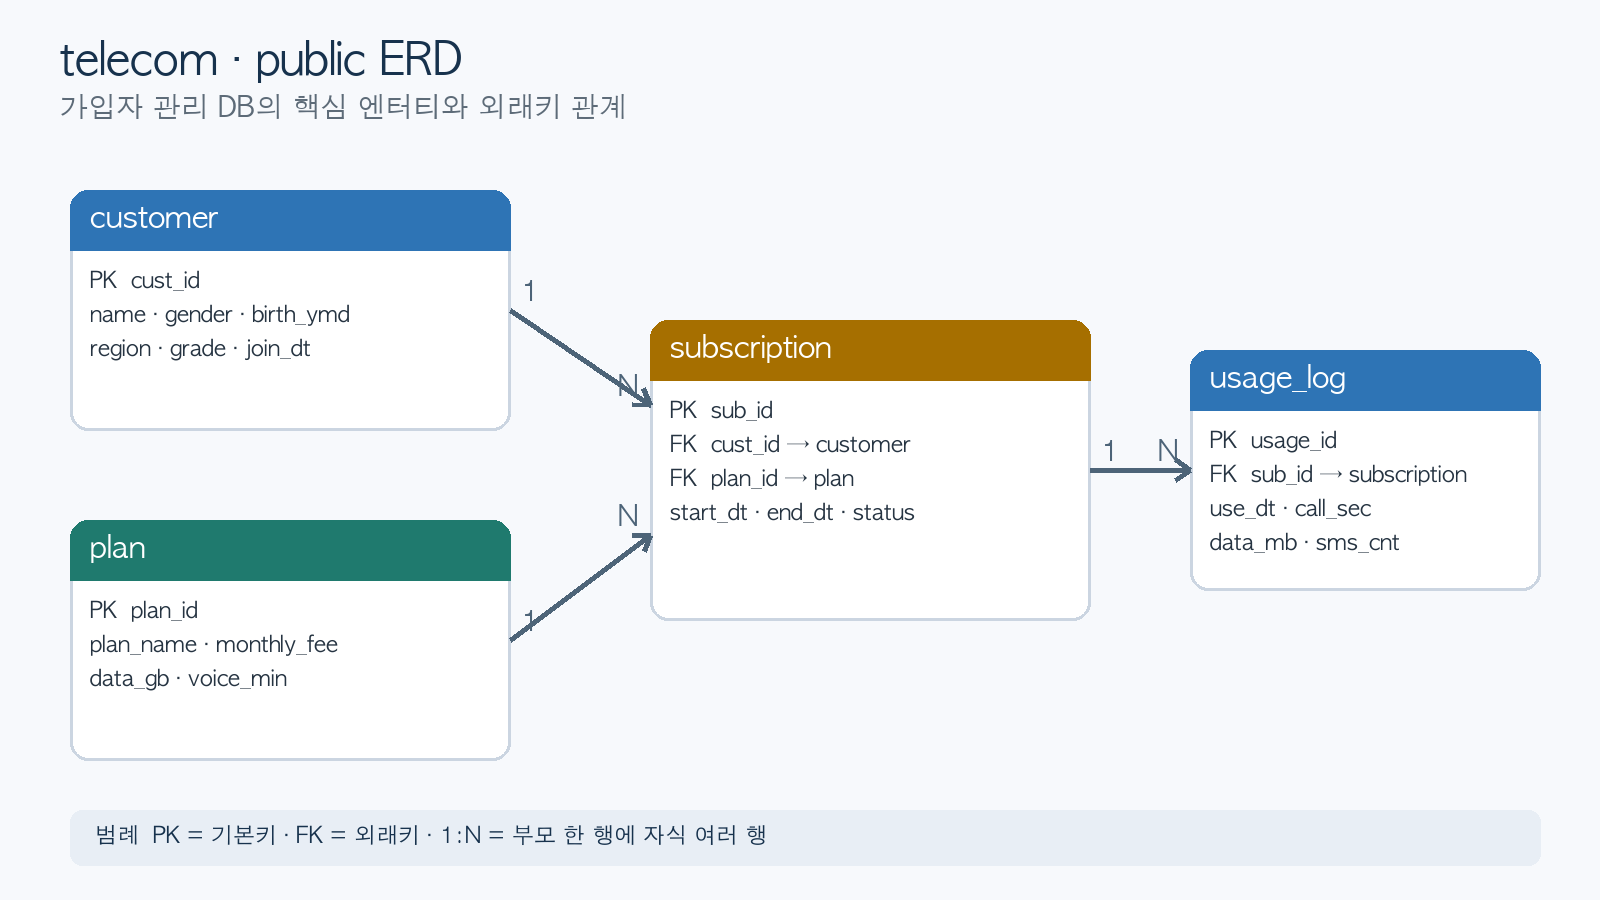 telecom · public ERD
가입자 관리 DB의 핵심 엔터티와 외래키 관계
customer
PK cust_id
name · gender · birth_ymd
region · grade · join_dt
1
N
plan
PK plan_id
plan_name · monthly_fee
data_gb · voice_min
1
N
subscription
PK sub_id
FK cust_id → customer
FK plan_id → plan
start_dt · end_dt · status
1
N
usage_log
PK usage_id
FK sub_id → subscription
use_dt · call_sec
data_mb · sms_cnt
범례 PK = 기본키 · FK = 외래키 · 1:N = 부모 한 행에 자식 여러 행